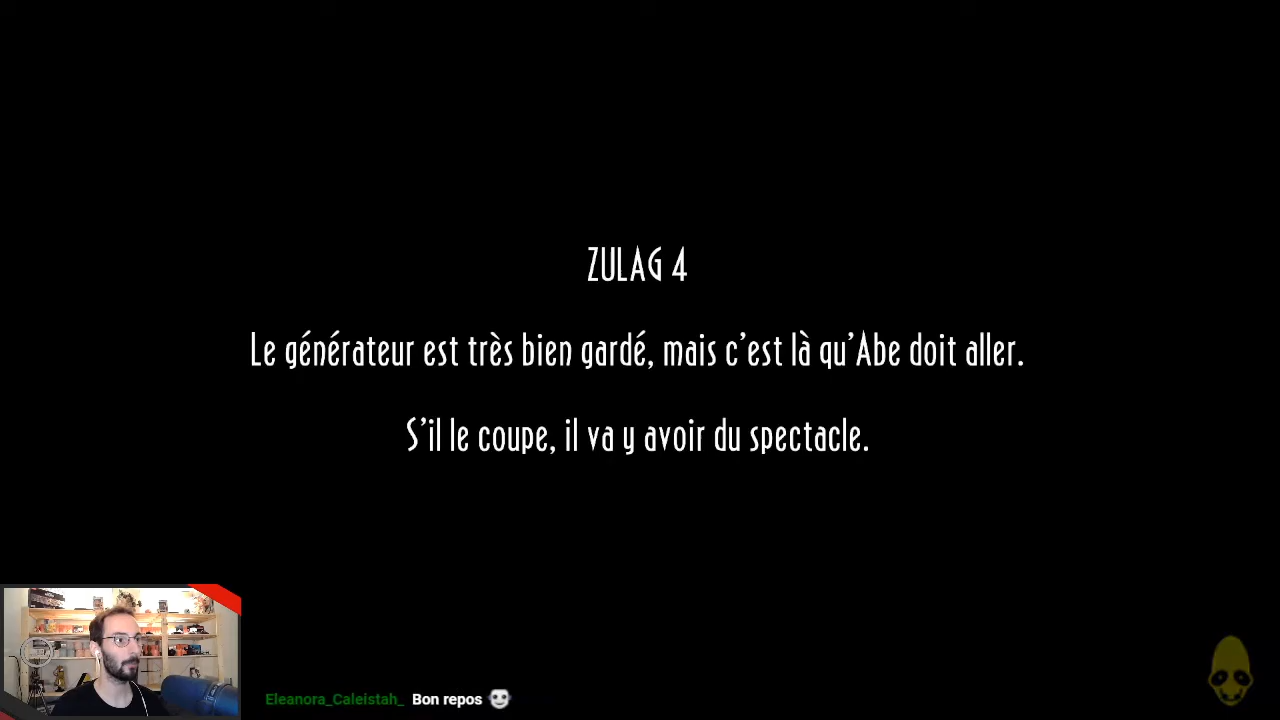 ZULAG 4
Le générateur est très bien gardé, mais c'est là qu'Abe doit aller.
S'il le coupe, il va y avoir du spectacle.
Eleanora_Caleistah_ Bon repos